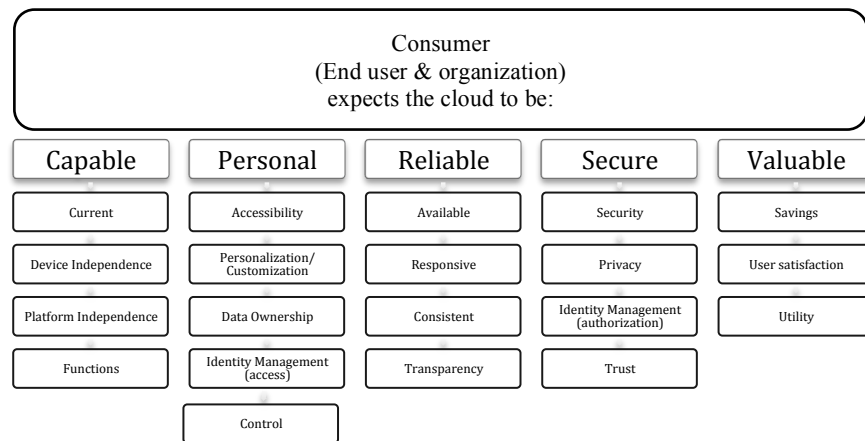 Consumer
(End user & organization)
expects the cloud to be:
Capable
Current
Device Independence
Platform Independence
Functions
Personal
Accessibility
Personalization/
Customization
Data Ownership
Identity Management
(access)
Control
Reliable
Available
Responsive
Consistent
Transparency
Secure
Security
Privacy
Identity Management
(authorization)
Trust
Valuable
Savings
User satisfaction
Utility